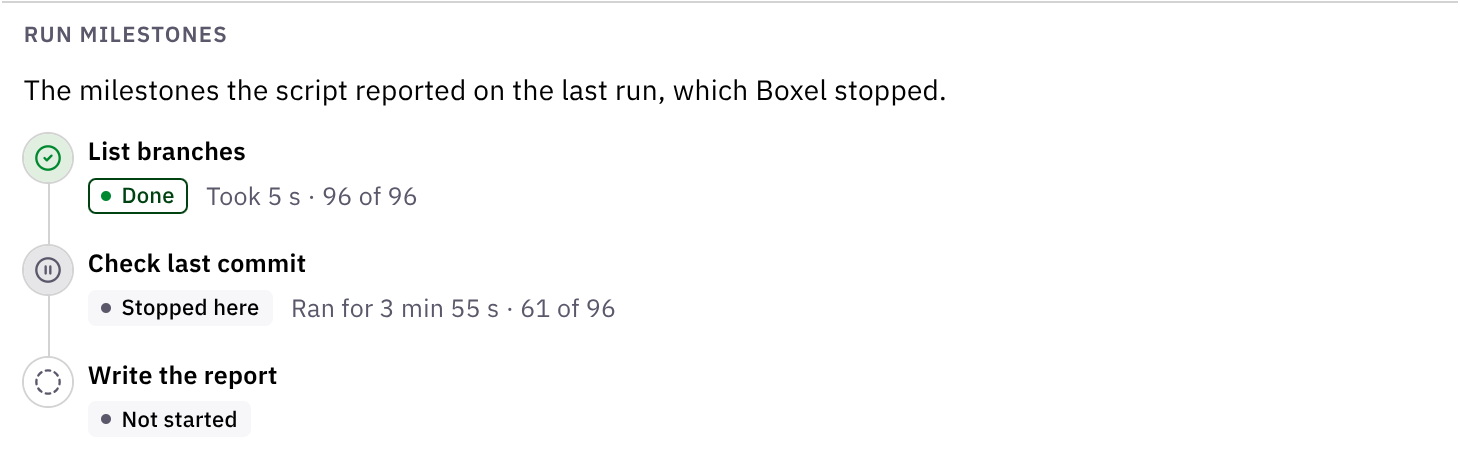 RUN MILESTONES
The milestones the script reported on the last run, which Boxel stopped.
List branches
Done Took 5 s · 96 of 96
Check last commit
Stopped here Ran for 3 min 55 s · 61 of 96
Write the report
Not started